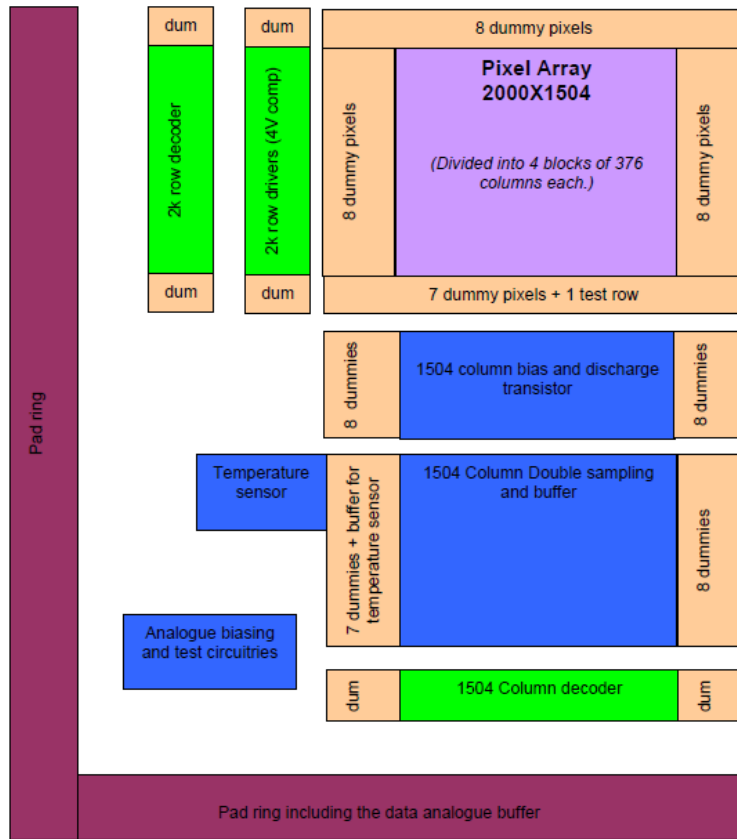 dum
dum
8 dummy pixels
Pad ring
2k row decoder
2k row drivers (4V comp)
8 dummy pixels
Pixel Array
2000X1504
(Divided into 4 blocks of 376
columns each.)
8 dummy pixels
dum
dum
7 dummy pixels + 1 test row
8 dummies
1504 column bias and discharge
transistor
8 dummies
Temperature
sensor
7 dummies + buffer for
temperature sensor
1504 Column Double sampling
and buffer
8 dummies
Analogue biasing
and test circuitries
dum
1504 Column decoder
dum
Pad ring including the data analogue buffer